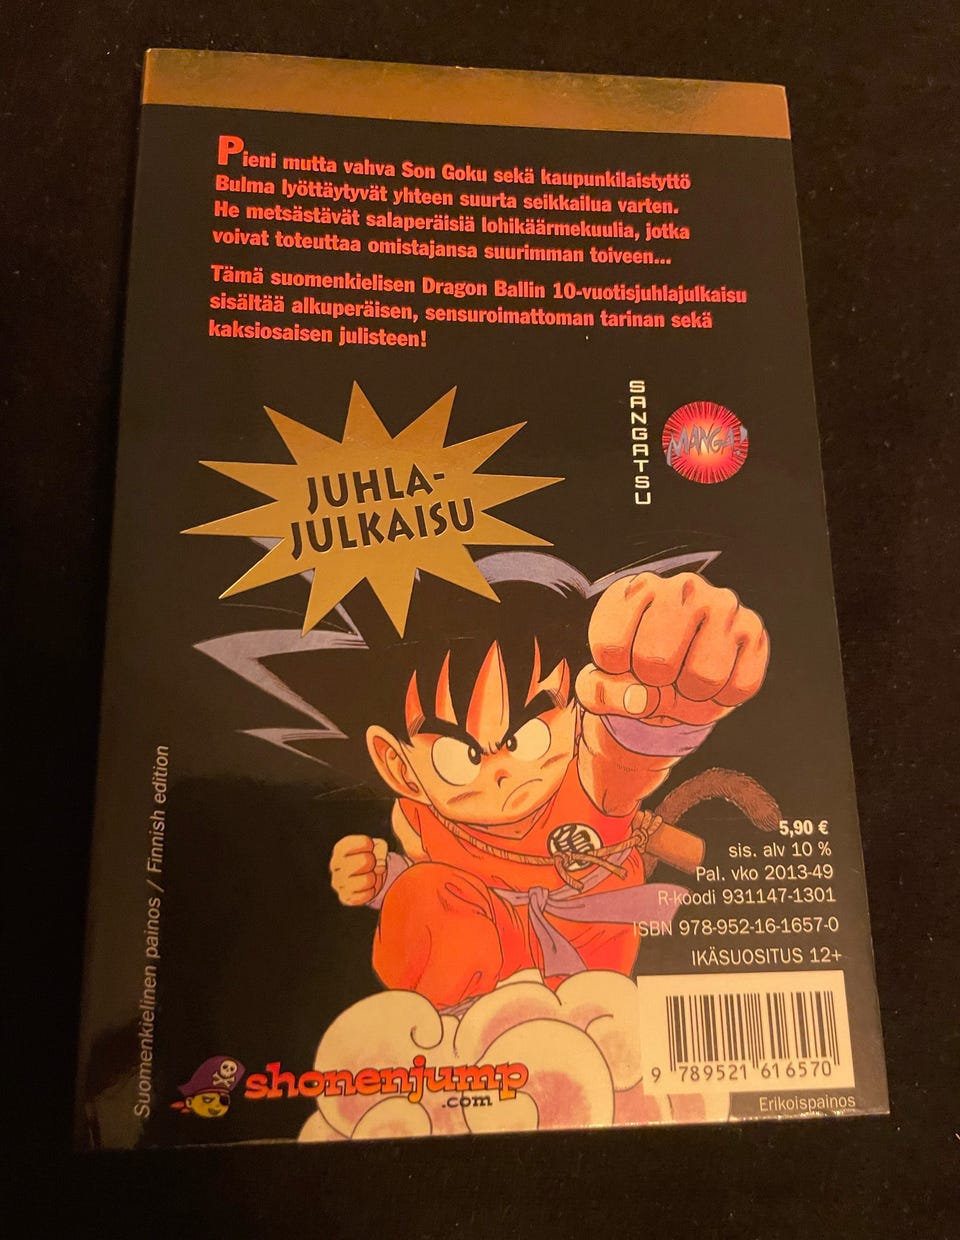 Pieni mutta vahva Son Goku sekä kaupunkilaistyttö
Bulma lyöttäytyvät yhteen suurta seikkailua varten.
He metsästävät salaperäisiä lohikäärmekuulia, jotka
voivat toteuttaa omistajansa suurimman toiveen...
Tämä suomenkielisen Dragon Ballin 10-vuotisjuhlajulkaisu
sisältää alkuperäisen, sensuroimattoman tarinan sekä
kaksiosaisen julisteen!
SANGATSU
MANGA!
JUHLA-
JULKAISU
亀
5,90 €
sis. alv 10 %
Pal. vko 2013-49
R-koodi 931147-1301
ISBN 978-952-16-1657-0
IKÄSUOSITUS 12+
9 789521 616570
Erikoispainos
Suomenkielinen painos / Finnish edition
shonenjump
.com